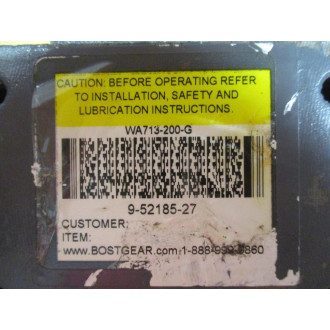 CAUTION: BEFORE OPERATING REFER
TO INSTALLATION, SAFETY AND
LUBRICATION INSTRUCTIONS.
WA713-200-G
9-52185-27
CUSTOMER:
ITEM:
www.BOSTGEAR.com